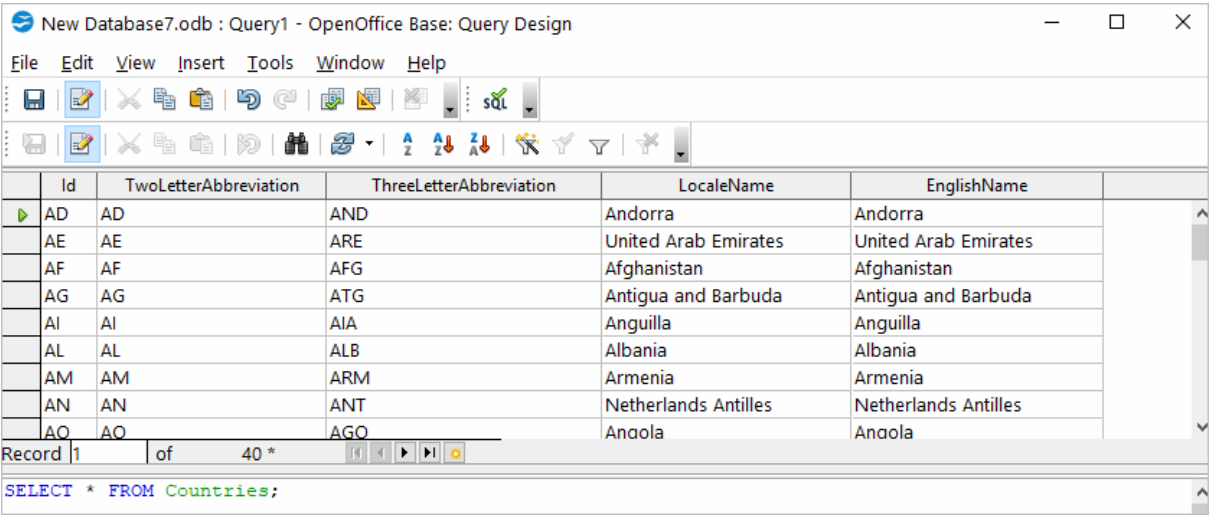 New Database7.odb : Query1 - OpenOffice Base: Query Design
File Edit View Insert Tools Window Help
SQL
A Z A Z Z A
Id TwoLetterAbbreviation ThreeLetterAbbreviation LocaleName EnglishName
AD AD AND Andorra Andorra
AE AE ARE United Arab Emirates United Arab Emirates
AF AF AFG Afghanistan Afghanistan
AG AG ATG Antigua and Barbuda Antigua and Barbuda
AI AI AIA Anguilla Anguilla
AL AL ALB Albania Albania
AM AM ARM Armenia Armenia
AN AN ANT Netherlands Antilles Netherlands Antilles
AO AO AGO Angola Angola
Record 1 of 40 *
SELECT * FROM Countries;